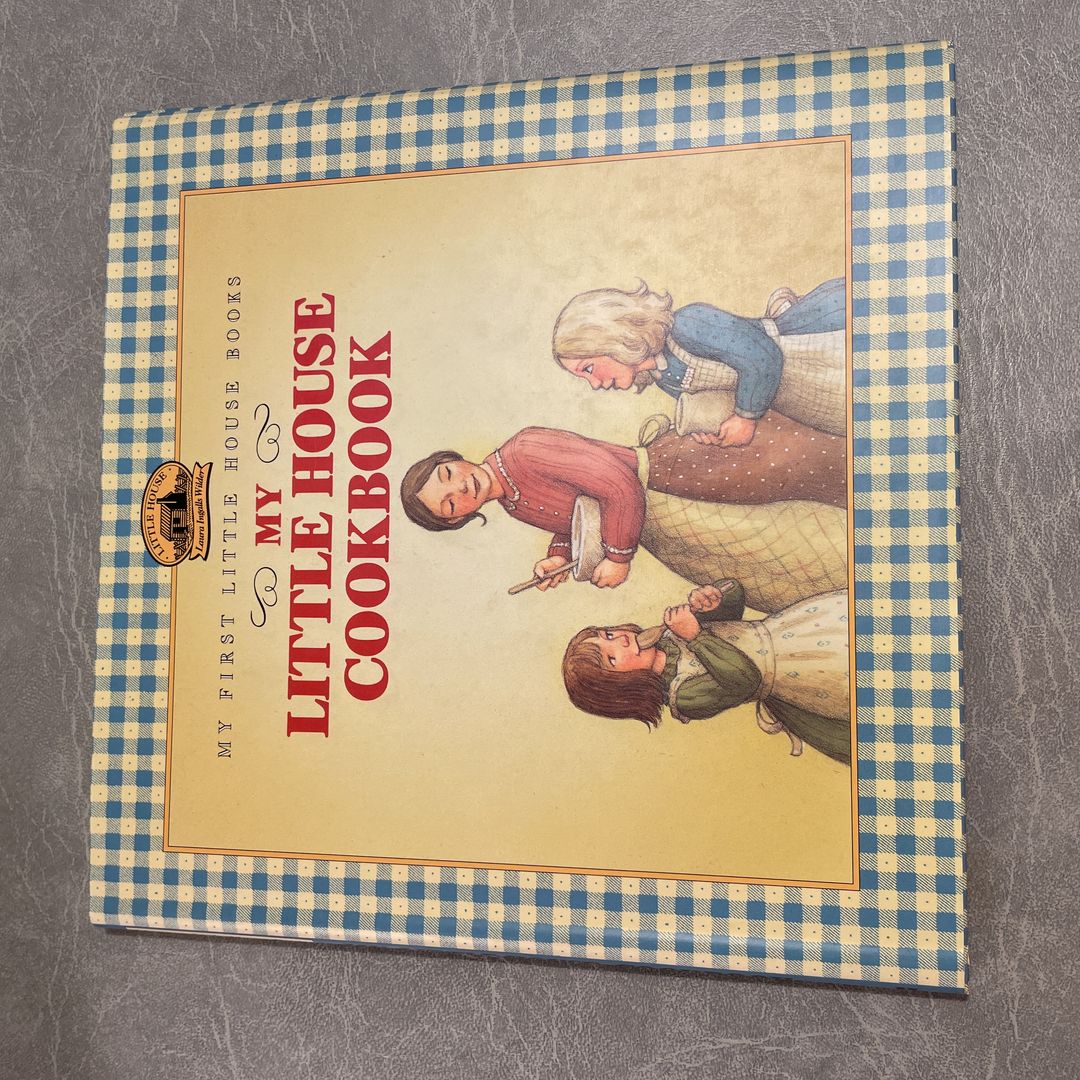 LITTLE HOUSE
Laura Ingalls Wilder
MY FIRST LITTLE HOUSE BOOKS
MY
LITTLE HOUSE
COOKBOOK